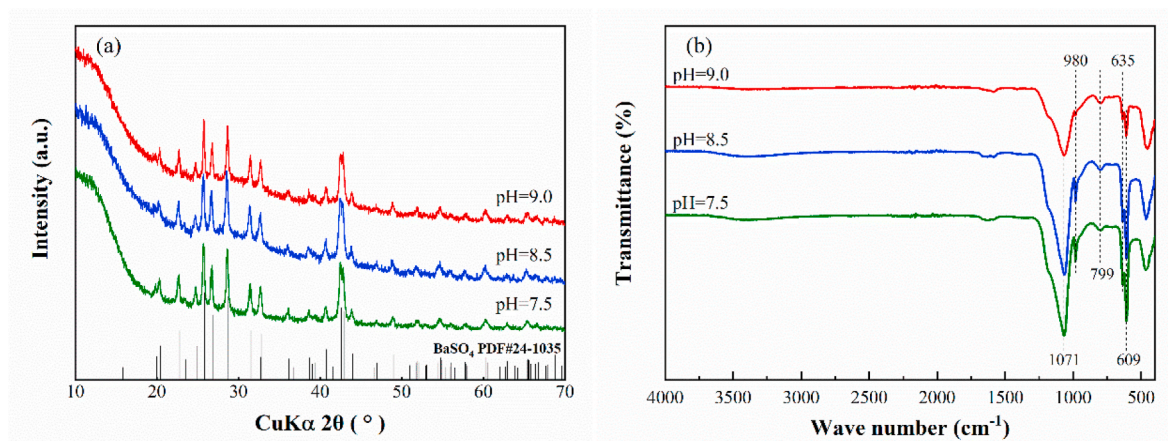 (a)
pH=9.0
pH=8.5
pH=7.5
BaSO₄ PDF#24-1035
Intensity (a.u.)
10 20 30 40 50 60 70
CuKα 2θ ( ° )
(b)
980 635
pH=9.0
pH=8.5
pII=7.5
799
1071 609
Transmittance (%)
4000 3500 3000 2500 2000 1500 1000 500
Wave number (cm⁻¹)